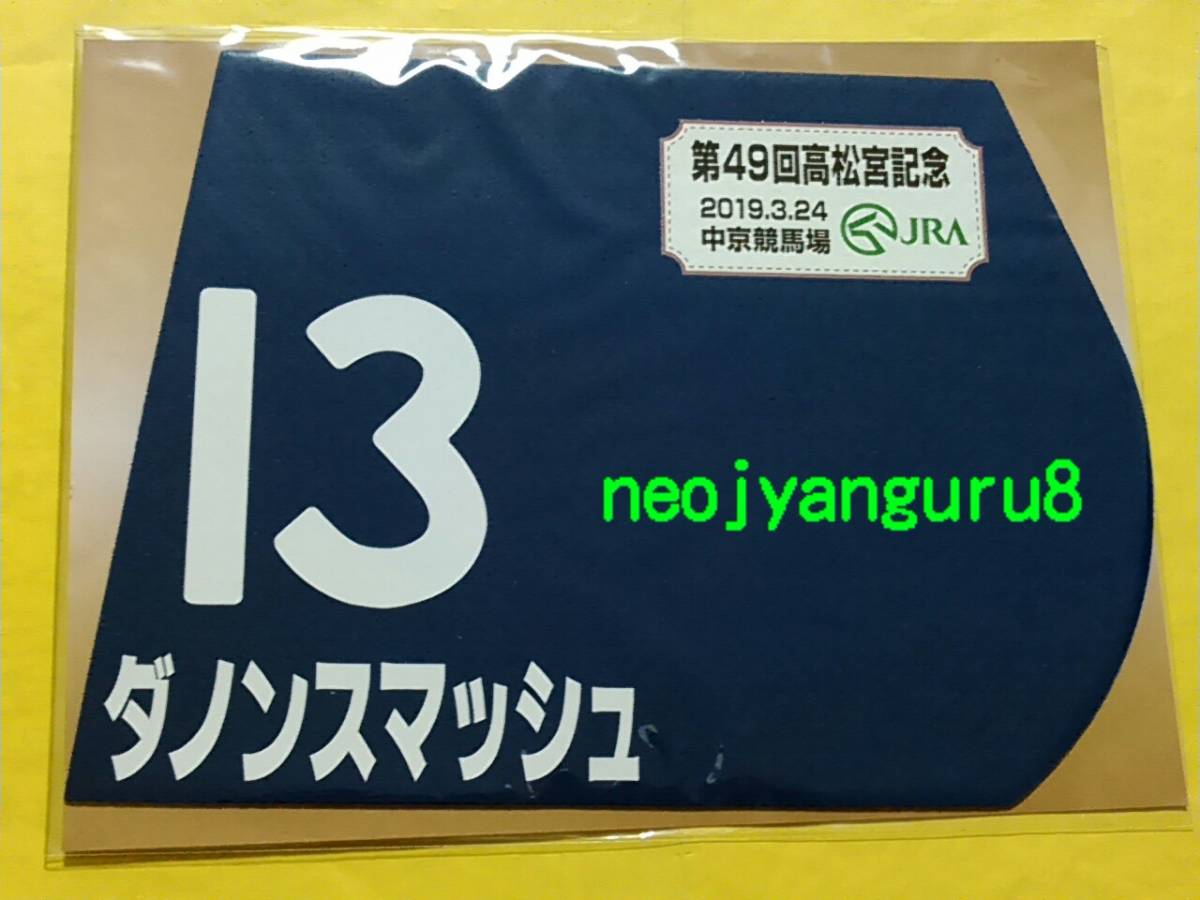 第49回高松宮記念
2019.3.24
中京競馬場
JRA
13
neojyanguru8
ダノンスマッシュ